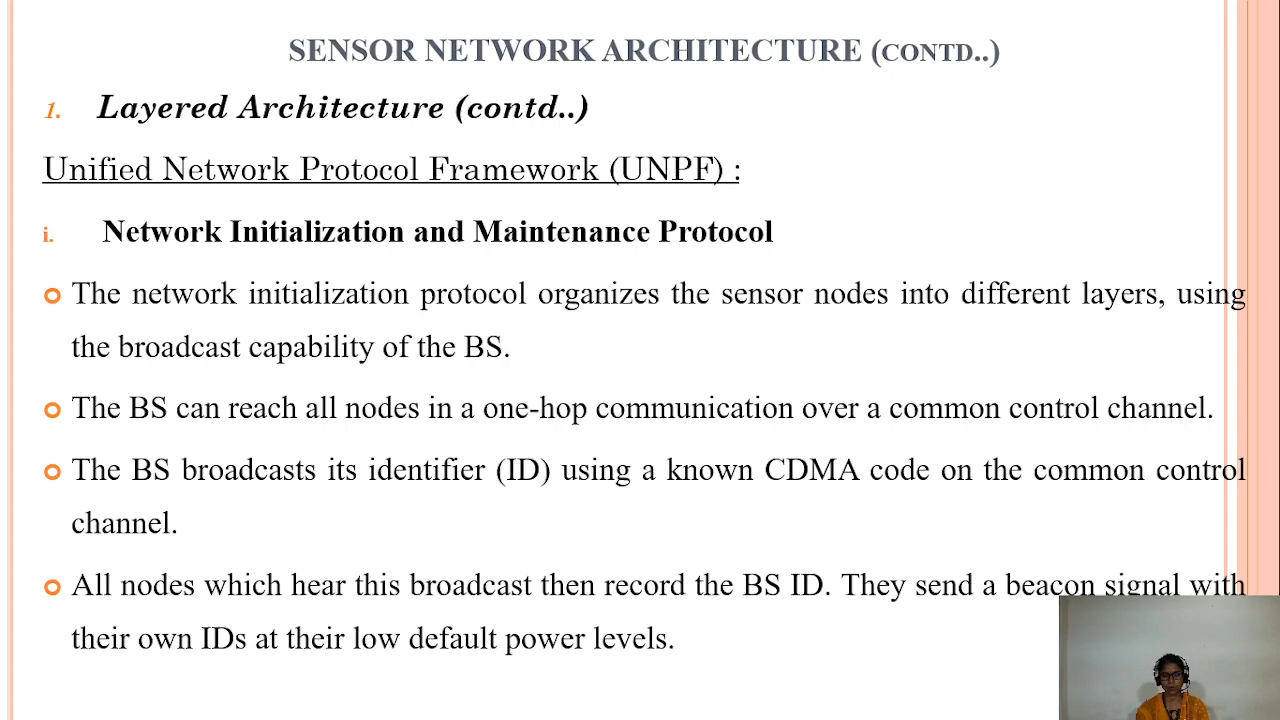 SENSOR NETWORK ARCHITECTURE (CONTD..)
1. Layered Architecture (contd..)
Unified Network Protocol Framework (UNPF) :
i. Network Initialization and Maintenance Protocol
The network initialization protocol organizes the sensor nodes into different layers, using
the broadcast capability of the BS.
The BS can reach all nodes in a one-hop communication over a common control channel.
The BS broadcasts its identifier (ID) using a known CDMA code on the common control
channel.
All nodes which hear this broadcast then record the BS ID. They send a beacon signal with
their own IDs at their low default power levels.